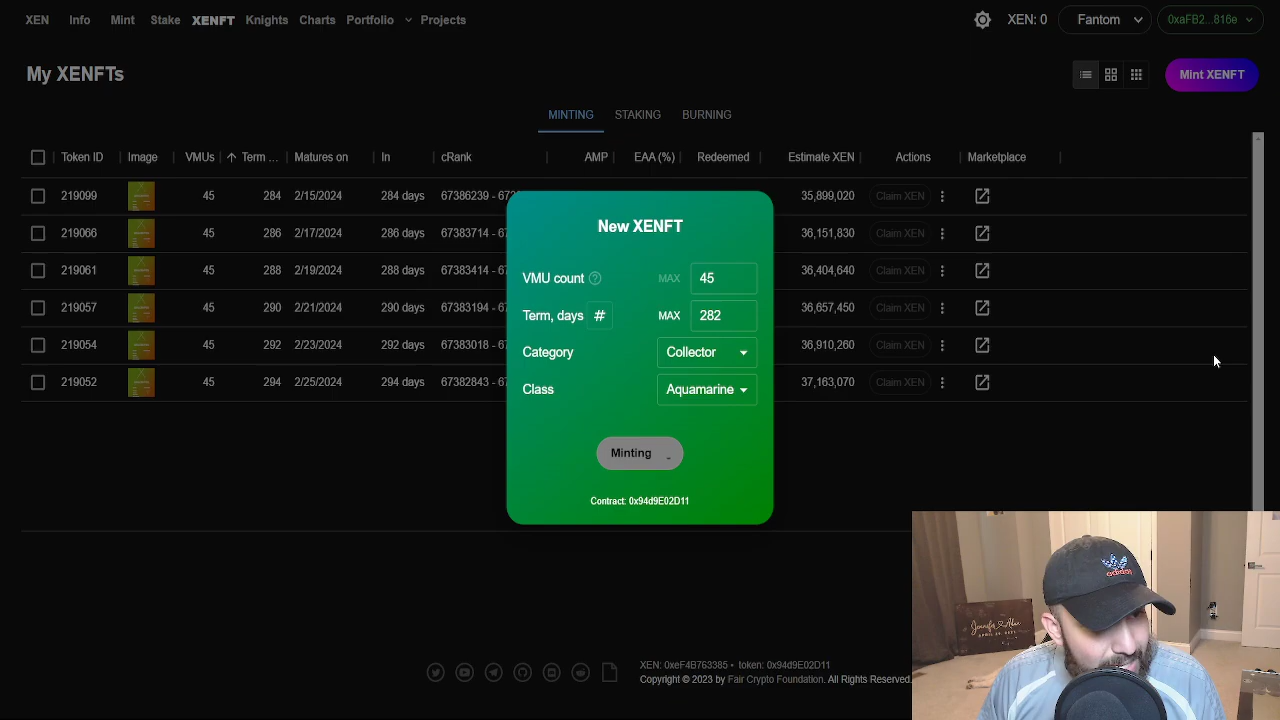 XEN Info Mint Stake XENFT Knights Charts Portfolio Projects XEN: 0 Fantom 0xaFB2...816e
My XENFTs Mint XENFT
MINTING STAKING BURNING
Token ID Image VMUs Term ... Matures on In cRank AMP EAA (%) Redeemed Estimate XEN Actions Marketplace
219099 45 284 2/15/2024 284 days 67386239 - 35,899,020 Claim XEN
219066 45 286 2/17/2024 286 days 67383714 - 36,151,830 Claim XEN
219061 45 288 2/19/2024 288 days 67383414 - 36,404,640 Claim XEN
219057 45 290 2/21/2024 290 days 67383194 - 36,657,450 Claim XEN
219054 45 292 2/23/2024 292 days 67383018 - 36,910,260 Claim XEN
219052 45 294 2/25/2024 294 days 67382843 - 37,163,070 Claim XEN
New XENFT
VMU count ? MAX 45
Term, days # MAX 282
Category Collector
Class Aquamarine
Minting
Contract: 0x94d9E02D11
XEN: 0xeF4B763385 • token: 0x94d9E02D11
Copyright © 2023 by Fair Crypto Foundation. All Rights Reserved.
adidas
Jennifer & Alan